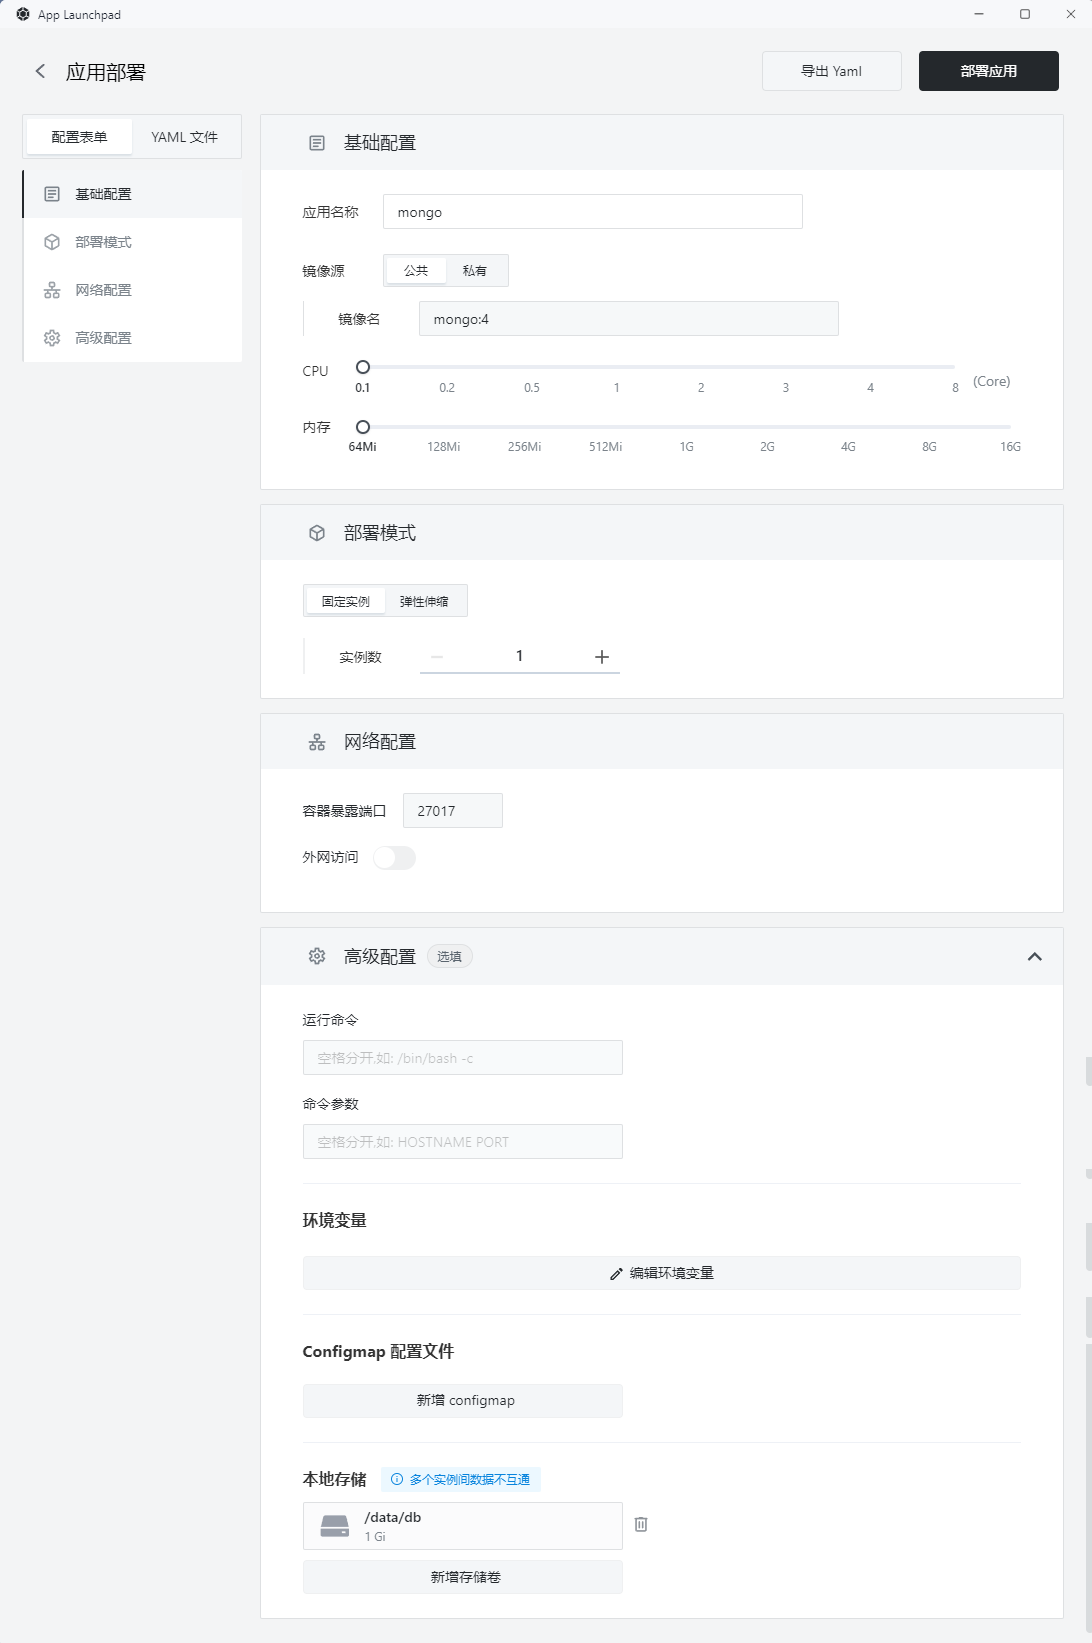 App Launchpad
应用部署
导出 Yaml
部署应用
配置表单
YAML 文件
基础配置
部署模式
网络配置
高级配置
基础配置
应用名称
mongo
镜像源
公共
私有
镜像名
mongo:4
CPU
0.1 0.2 0.5 1 2 3 4 8 (Core)
内存
64Mi 128Mi 256Mi 512Mi 1G 2G 4G 8G 16G
部署模式
固定实例
弹性伸缩
实例数
1
网络配置
容器暴露端口
27017
外网访问
高级配置
选填
运行命令
空格分开,如: /bin/bash -c
命令参数
空格分开,如: HOSTNAME PORT
环境变量
编辑环境变量
Configmap 配置文件
新增 configmap
本地存储
多个实例间数据不互通
/data/db
1 Gi
新增存储卷